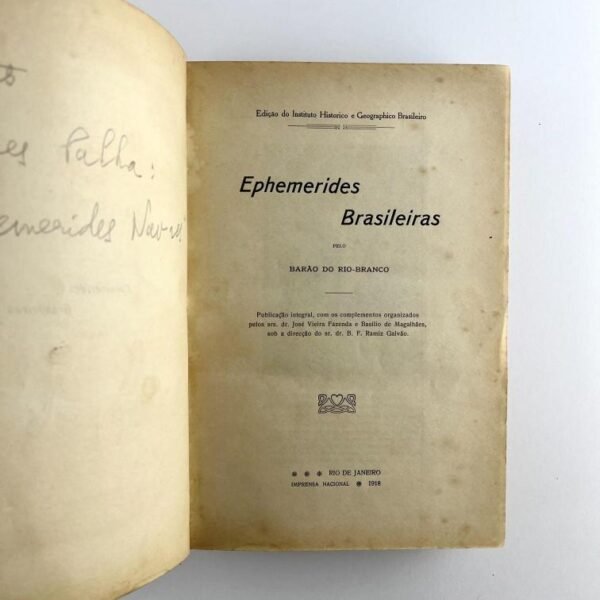 Palha:
Edição do Instituto Historico e Geographico Brasileiro
Ephemerides
Brasileiras
PELO
BARÃO DO RIO-BRANCO
Publicação integral, com os complementos organizados
pelos srs. dr. José Vieira Fazenda e Basilio de Magalhães,
sob a direcção do sr. dr. B. F. Ramiz Galvão.
RIO DE JANEIRO
IMPRENSA NACIONAL 1918